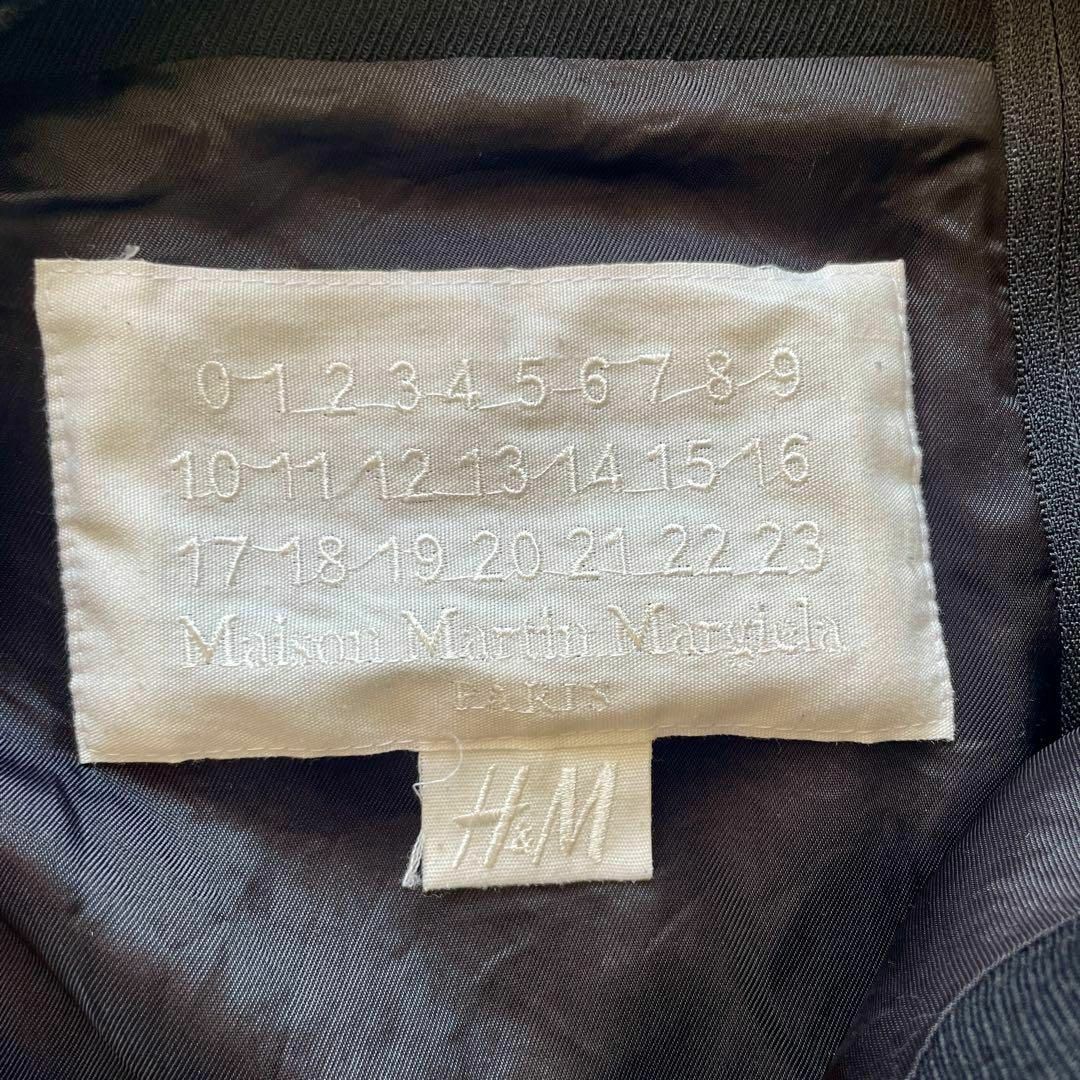 0 1 2 3 4 5 6 7 8 9
10 11 12 13 14 15 16
17 18 19 20 21 22 23
Maison Martin Margiela
PARIS
H&M